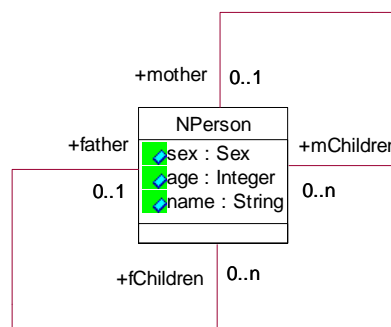 +mother
0..1
NPerson
+father
+mChildren
sex : Sex
age : Integer
0..1
0..n
name : String
+fChildren
0..n